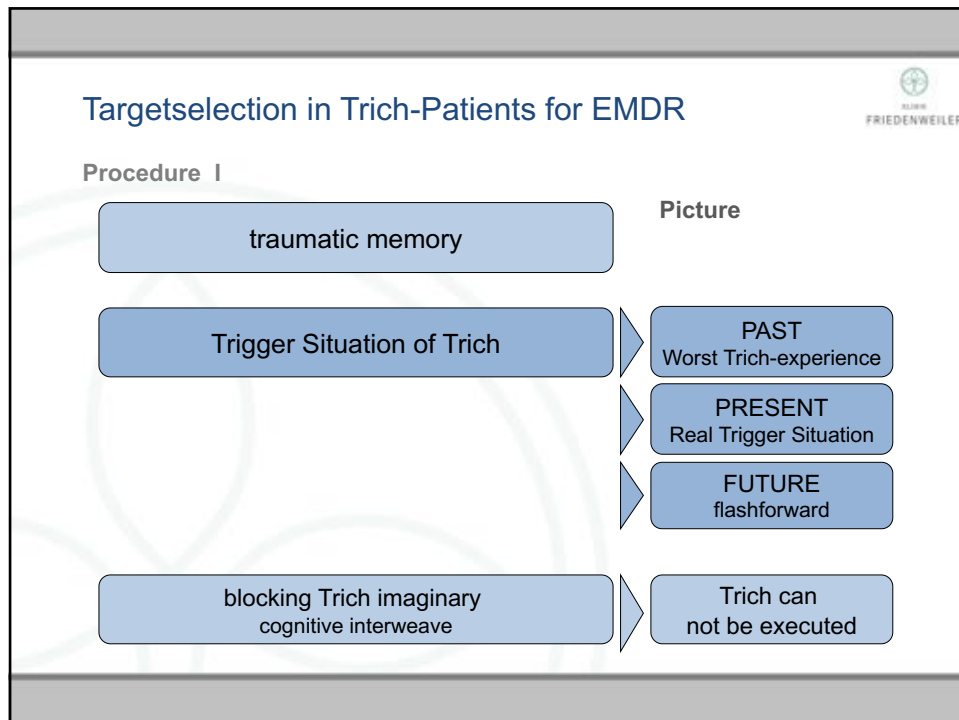 Targetselection in Trich-Patients for EMDR
KLINIK
FRIEDENWEILER
Procedure I
Picture
traumatic memory
Trigger Situation of Trich
PAST
Worst Trich-experience
PRESENT
Real Trigger Situation
FUTURE
flashforward
blocking Trich imaginary
cognitive interweave
Trich can
not be executed